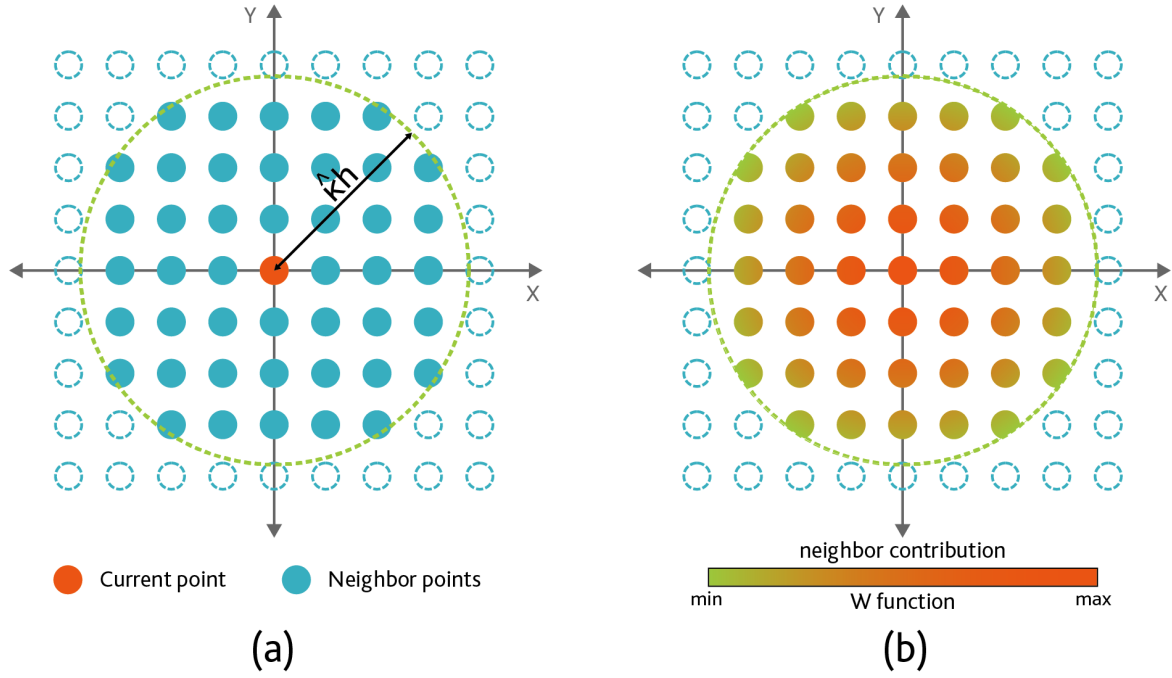 Y
k̂h
X
Current point
Neighbor points
(a)
Y
X
neighbor contribution
min
W function
max
(b)